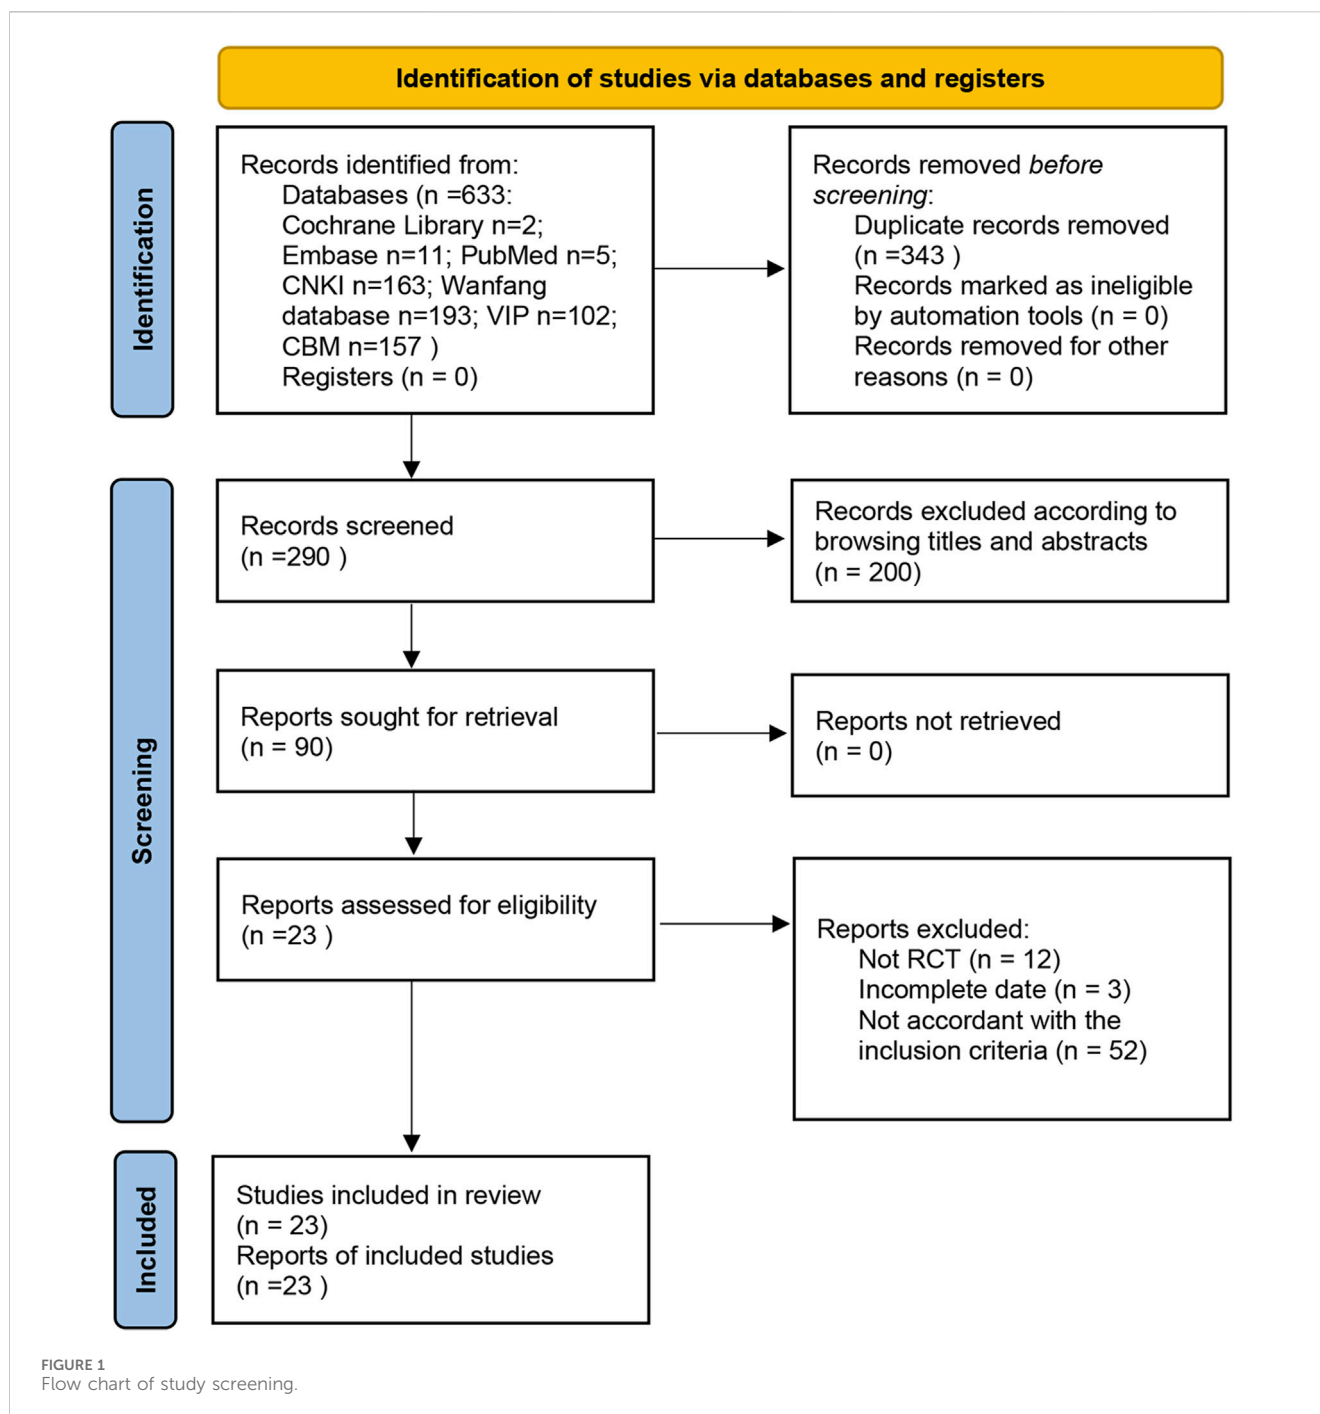 Identification of studies via databases and registers
Identification
Records identified from:
Databases (n =633:
Cochrane Library n=2;
Embase n=11; PubMed n=5;
CNKI n=163; Wanfang
database n=193; VIP n=102;
CBM n=157 )
Registers (n = 0)
Records removed before
screening:
Duplicate records removed
(n =343 )
Records marked as ineligible
by automation tools (n = 0)
Records removed for other
reasons (n = 0)
Screening
Records screened
(n =290 )
Records excluded according to
browsing titles and abstracts
(n = 200)
Reports sought for retrieval
(n = 90)
Reports not retrieved
(n = 0)
Reports assessed for eligibility
(n =23 )
Reports excluded:
Not RCT (n = 12)
Incomplete date (n = 3)
Not accordant with the
inclusion criteria (n = 52)
Included
Studies included in review
(n = 23)
Reports of included studies
(n =23 )
FIGURE 1
Flow chart of study screening.